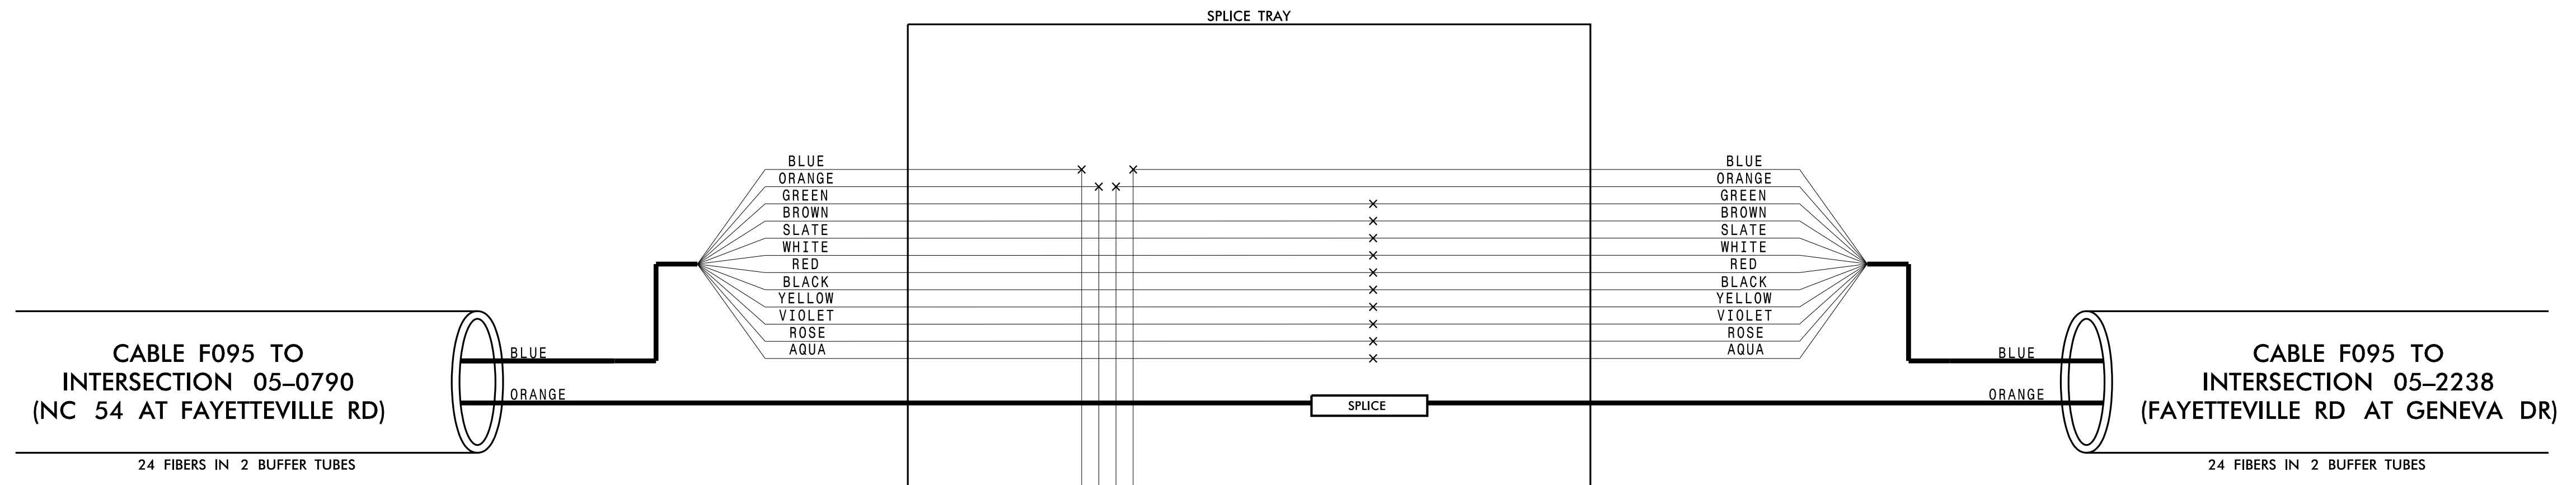 SPLICE TRAY
BLUE
ORANGE
GREEN
BROWN
SLATE
WHITE
RED
BLACK
YELLOW
VIOLET
ROSE
AQUA
BLUE
ORANGE
GREEN
BROWN
SLATE
WHITE
RED
BLACK
YELLOW
VIOLET
ROSE
AQUA
CABLE F095 TO
INTERSECTION 05–0790
(NC 54 AT FAYETTEVILLE RD)
24 FIBERS IN 2 BUFFER TUBES
BLUE
ORANGE
SPLICE
BLUE
ORANGE
CABLE F095 TO
INTERSECTION 05–2238
(FAYETTEVILLE RD AT GENEVA DR)
24 FIBERS IN 2 BUFFER TUBES